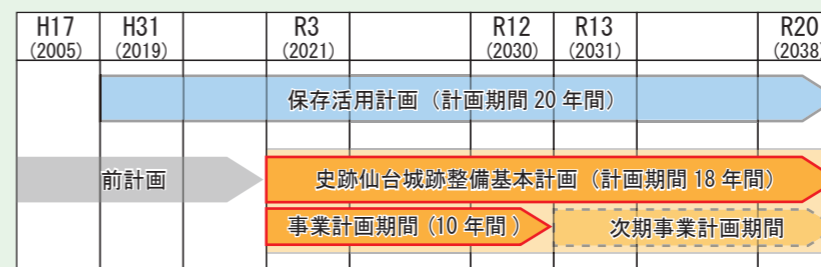 H17 H31 R3 R12 R13 R20
(2005) (2019) (2021) (2030) (2031) (2038)
保存活用計画（計画期間 20 年間）
前計画 史跡仙台城跡整備基本計画（計画期間 18 年間）
事業計画期間 (10 年間 ) 次期事業計画期間